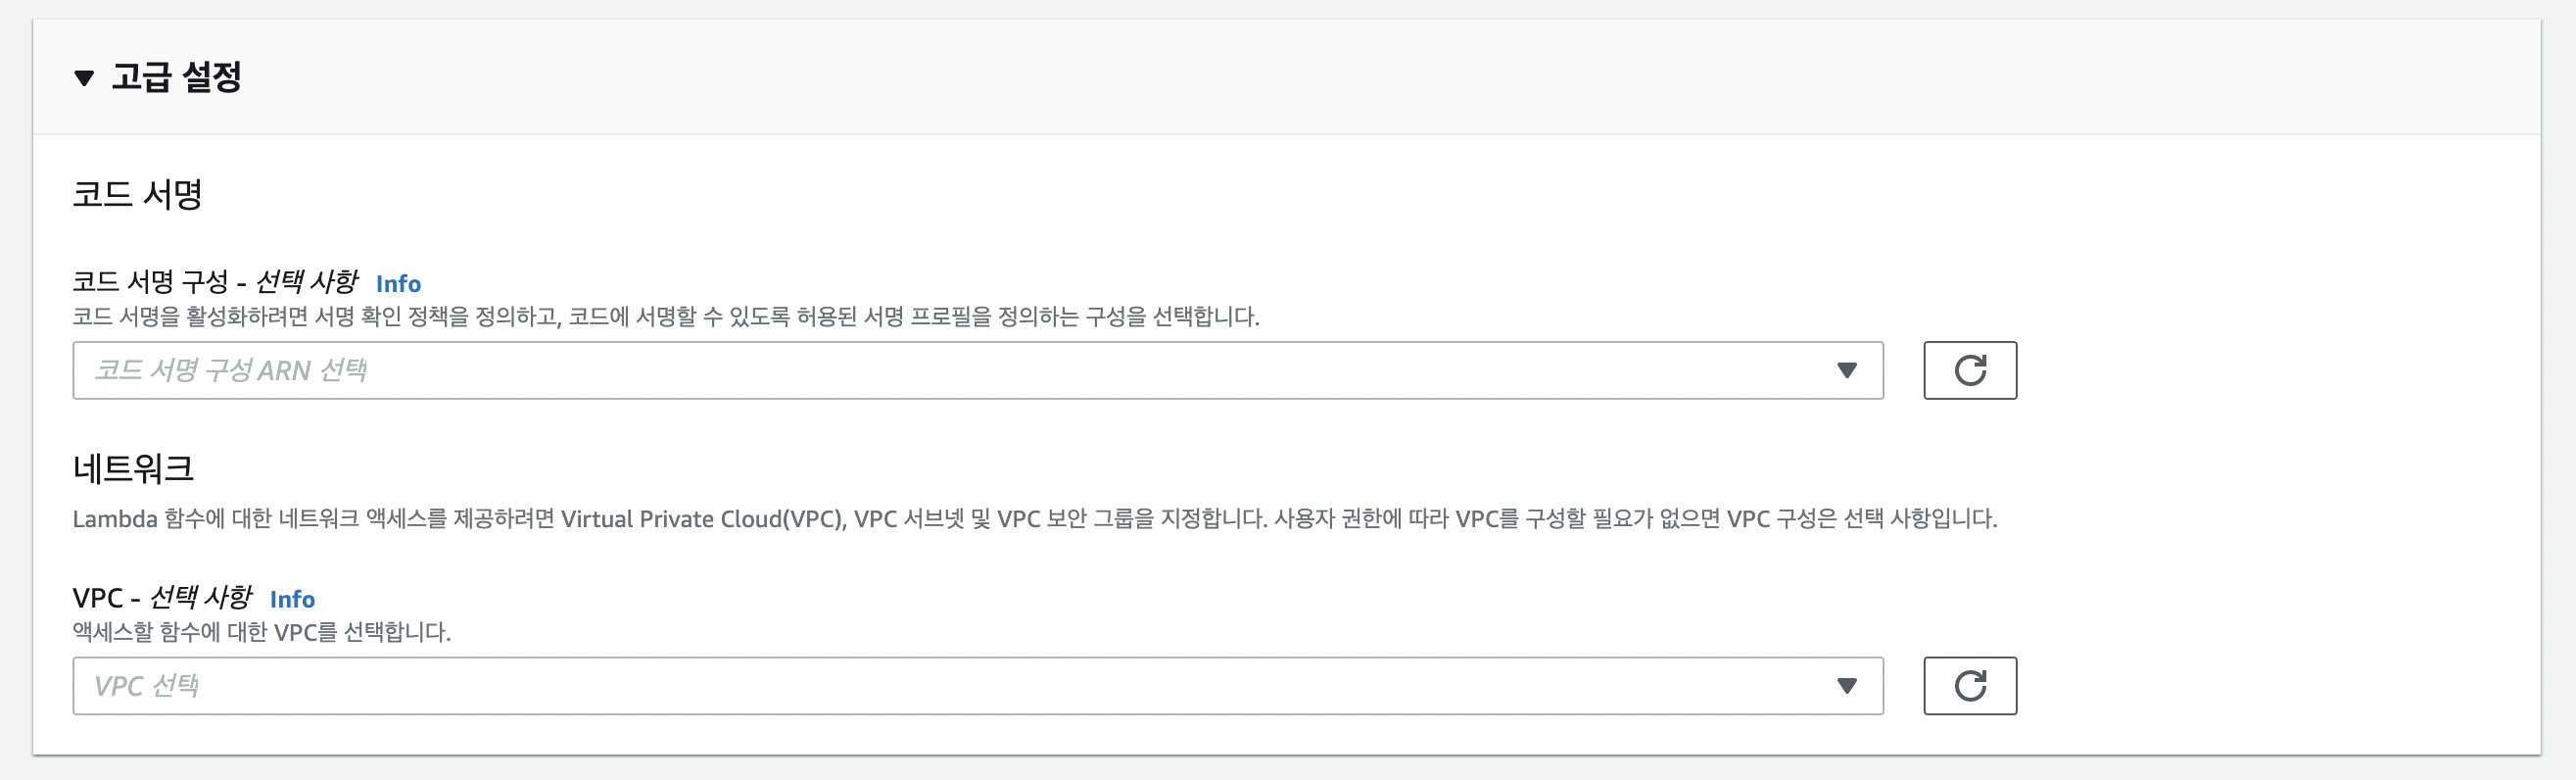 고급 설정
코드 서명
코드 서명 구성 - 선택 사항 Info
코드 서명을 활성화하려면 서명 확인 정책을 정의하고, 코드에 서명할 수 있도록 허용된 서명 프로필을 정의하는 구성을 선택합니다.
코드 서명 구성 ARN 선택
네트워크
Lambda 함수에 대한 네트워크 액세스를 제공하려면 Virtual Private Cloud(VPC), VPC 서브넷 및 VPC 보안 그룹을 지정합니다. 사용자 권한에 따라 VPC를 구성할 필요가 없으면 VPC 구성은 선택 사항입니다.
VPC - 선택 사항 Info
액세스할 함수에 대한 VPC를 선택합니다.
VPC 선택